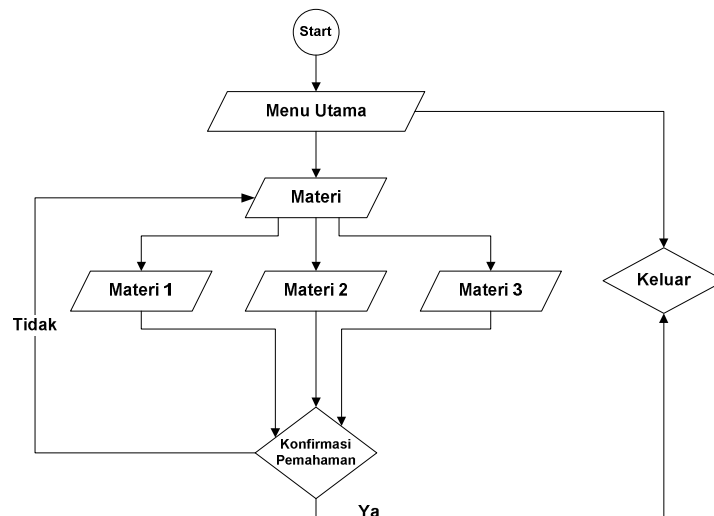 Start
Menu Utama
Materi
Materi 1
Materi 2
Materi 3
Keluar
Tidak
Konfirmasi
Pemahaman
Ya